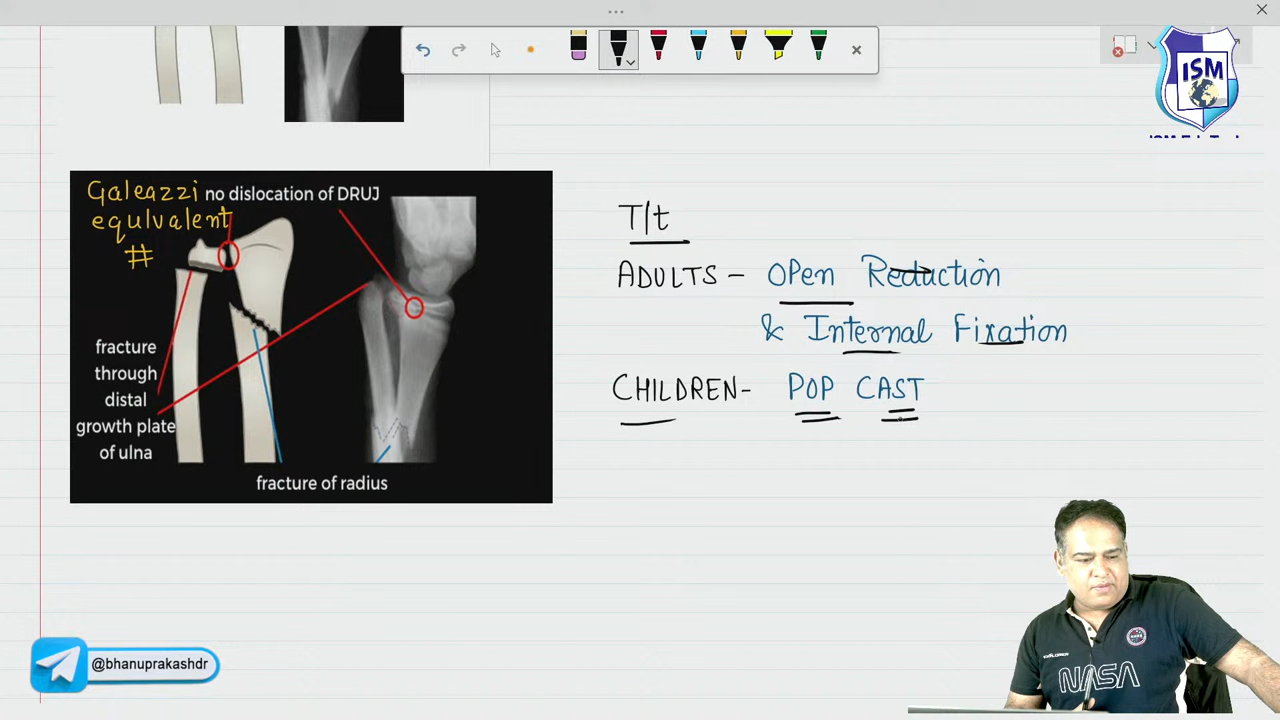 ISM
Galeazzi no dislocation of DRUJ
equivalent
#
fracture
through
distal
growth plate
of ulna
fracture of radius
T/t
ADULTS - OPen Reduction
& Internal Fixation
CHILDREN- POP CAST
@bhanuprakashdr
NASA